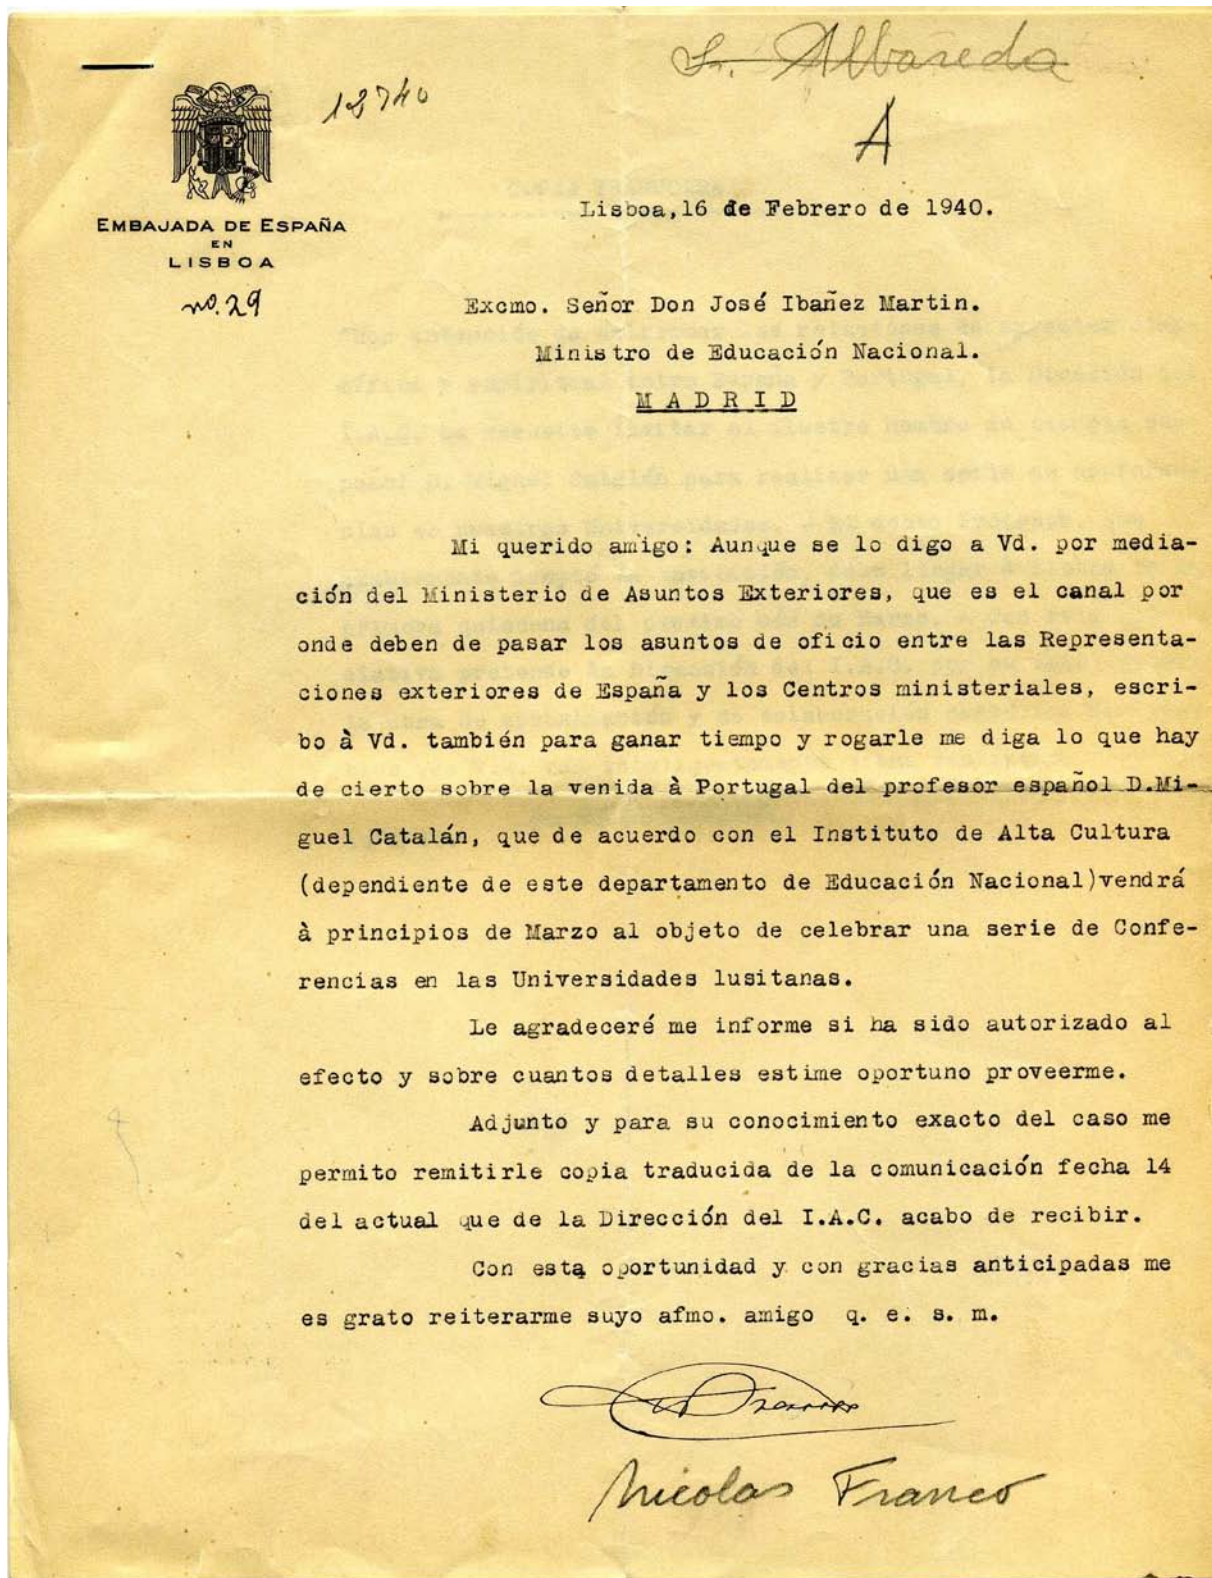 Sr. Albareda
18740
A
EMBAJADA DE ESPAÑA
EN
LISBOA
no. 29
Lisboa,16 de Febrero de 1940.
Excmo. Señor Don José Ibañez Martin.
Ministro de Educación Nacional.
M A D R I D
Mi querido amigo: Aunque se lo digo a Vd. por media-
ción del Ministerio de Asuntos Exteriores, que es el canal por
onde deben de pasar los asuntos de oficio entre las Representa-
ciones exteriores de España y los Centros ministeriales, escri-
bo à Vd. también para ganar tiempo y rogarle me diga lo que hay
de cierto sobre la venida à Portugal del profesor español D.Mi-
guel Catalán, que de acuerdo con el Instituto de Alta Cultura
(dependiente de este departamento de Educación Nacional)vendrá
à principios de Marzo al objeto de celebrar una serie de Confe-
rencias en las Universidades lusitanas.
Le agradeceré me informe si ha sido autorizado al
efecto y sobre cuantos detalles estime oportuno proveerme.
Adjunto y para su conocimiento exacto del caso me
permito remitirle copia traducida de la comunicación fecha 14
del actual que de la Dirección del I.A.C. acabo de recibir.
Con esta oportunidad y con gracias anticipadas me
es grato reiterarme suyo afmo. amigo q. e. s. m.
Nicolas Franco